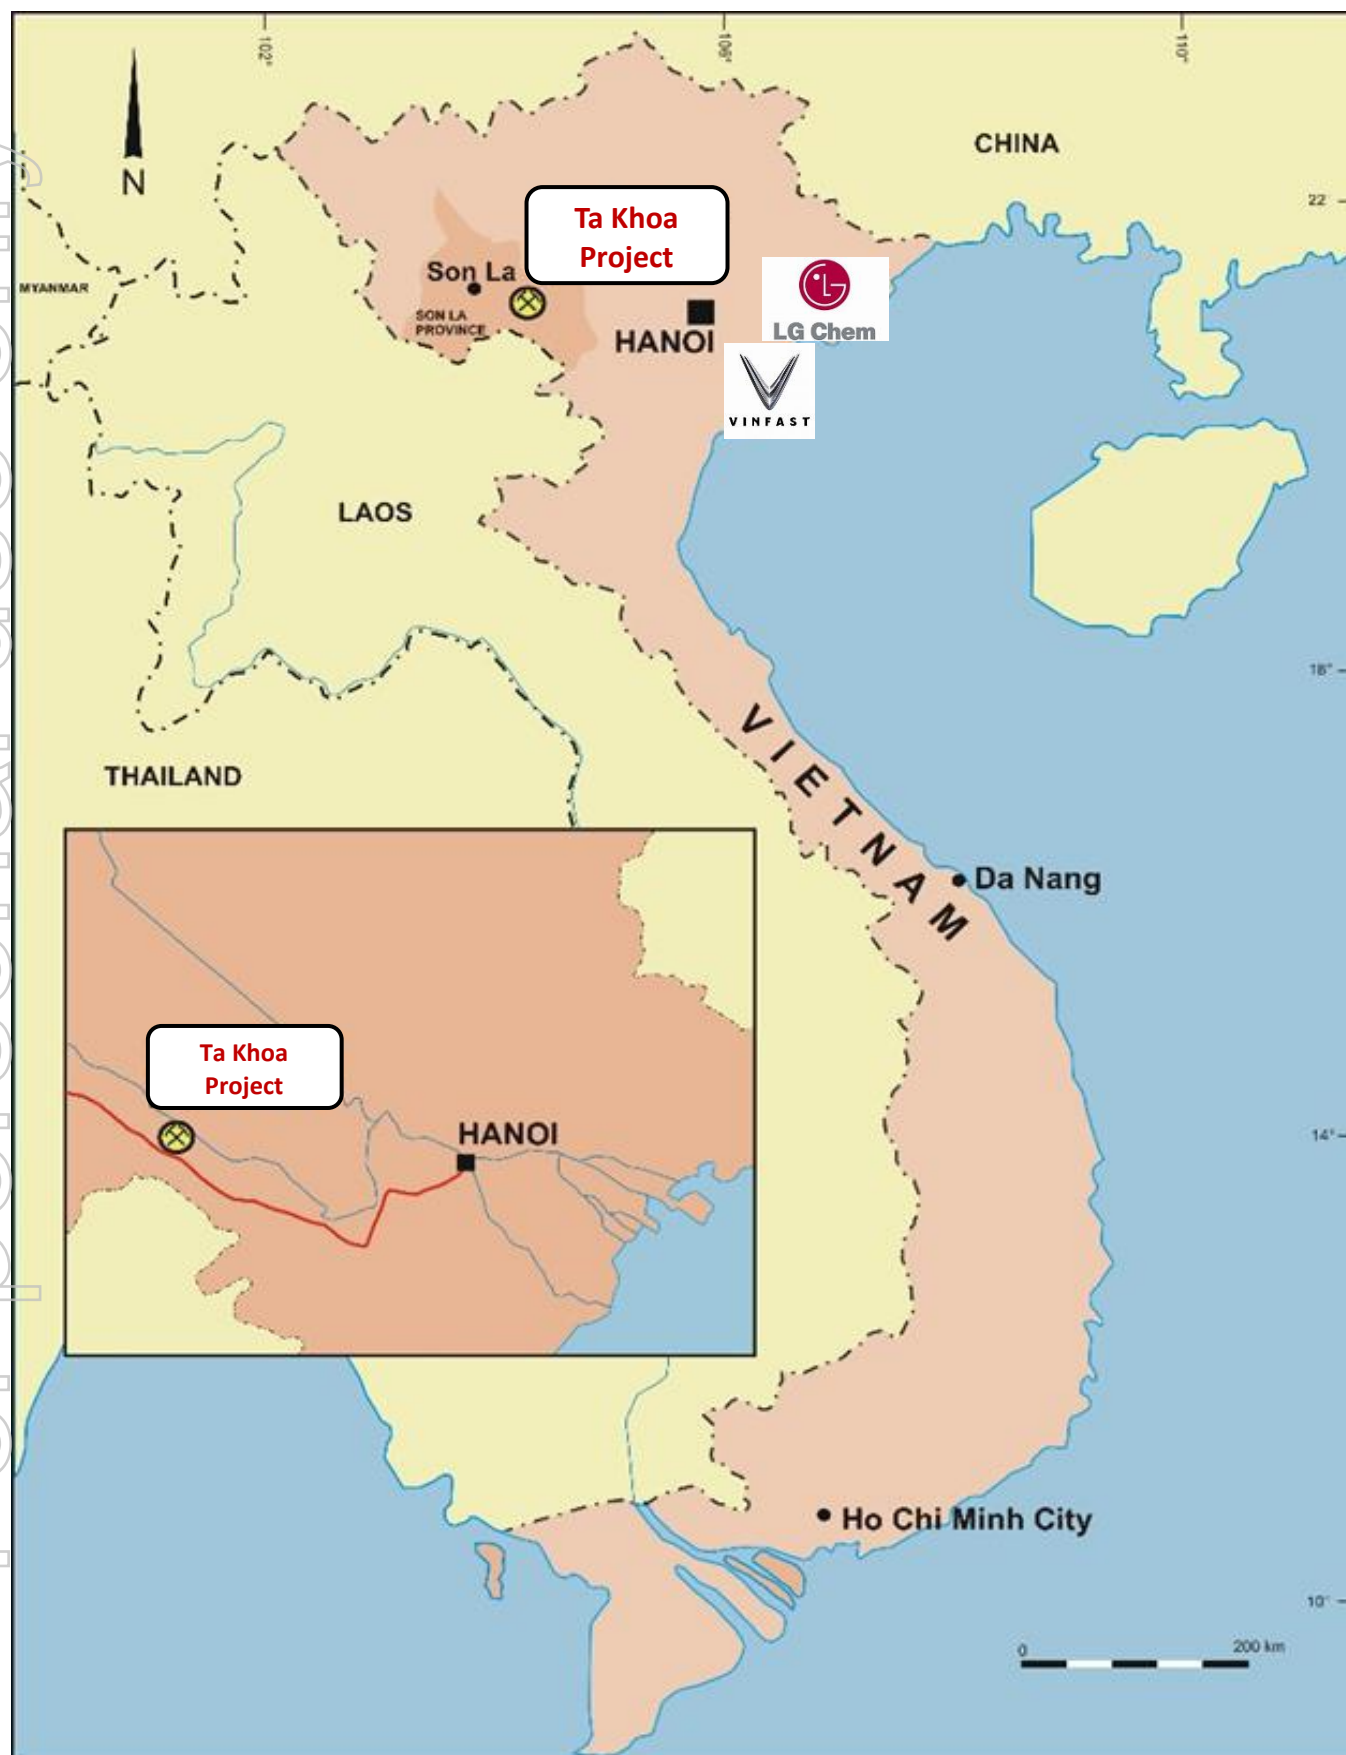 102°
106°
110°
N
CHINA
22
Ta Khoa
Project
Son La
MYANMAR
SON LA
PROVINCE
HANOI
LG
LG Chem
VINFAST
LAOS
18°
THAILAND
VIETNAM
Da Nang
Ta Khoa
Project
HANOI
14°
Ho Chi Minh City
10°
0
200 km